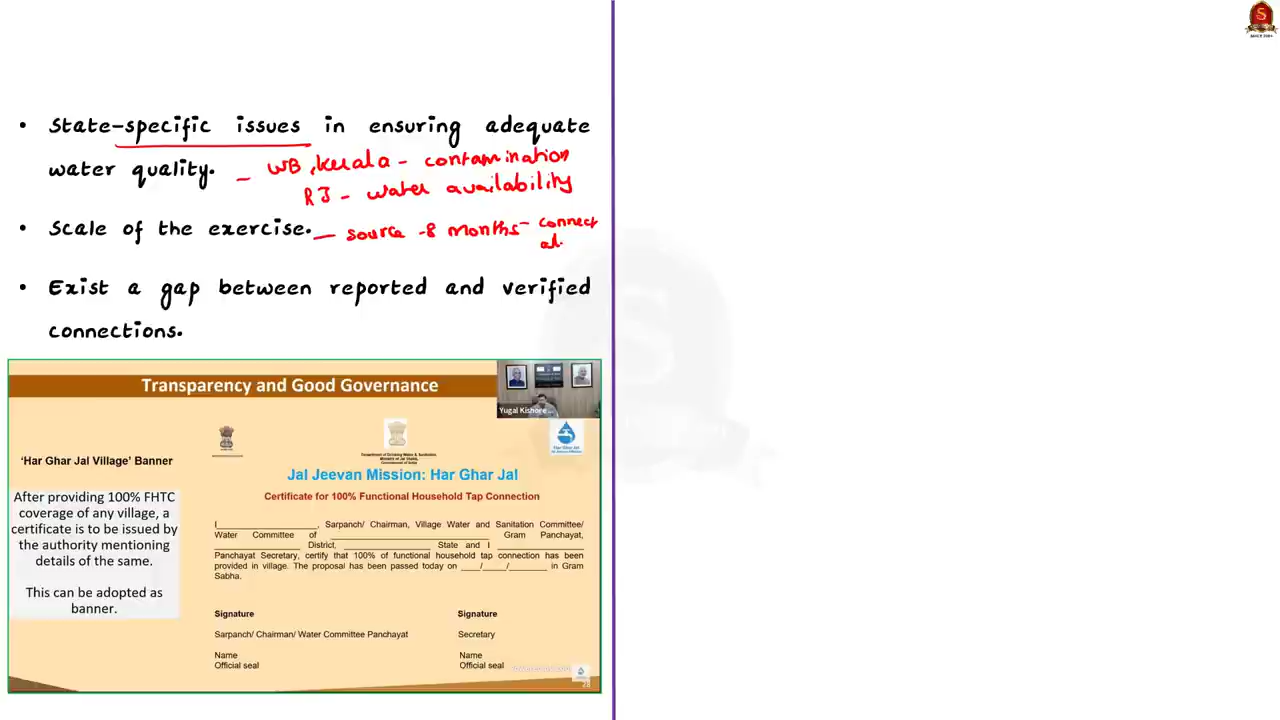 • State-specific issues in ensuring adequate
water quality. – WB, Kerala – contamination
RJ – water availability
• Scale of the exercise. – source - 8 months – connect
• Exist a gap between reported and verified
connections.
Transparency and Good Governance
Yugal Kishore
'Har Ghar Jal Village' Banner
After providing 100% FHTC
coverage of any village, a
certificate is to be issued by
the authority mentioning
details of the same.
This can be adopted as
banner.
Jal Jeevan Mission: Har Ghar Jal
Certificate for 100% Functional Household Tap Connection
I____________________, Sarpanch/ Chairman, Village Water and Sanitation Committee/
Water Committee of ________________________________ Gram Panchayat,
_________________ District, _________________ State and I _______________
Panchayat Secretary, certify that 100% of functional household tap connection has been
provided in village. The proposal has been passed today on ____/____/________ in Gram
Sabha.
Signature Signature
Sarpanch/ Chairman/ Water Committee Panchayat Secretary
Name Name
Official seal Official seal